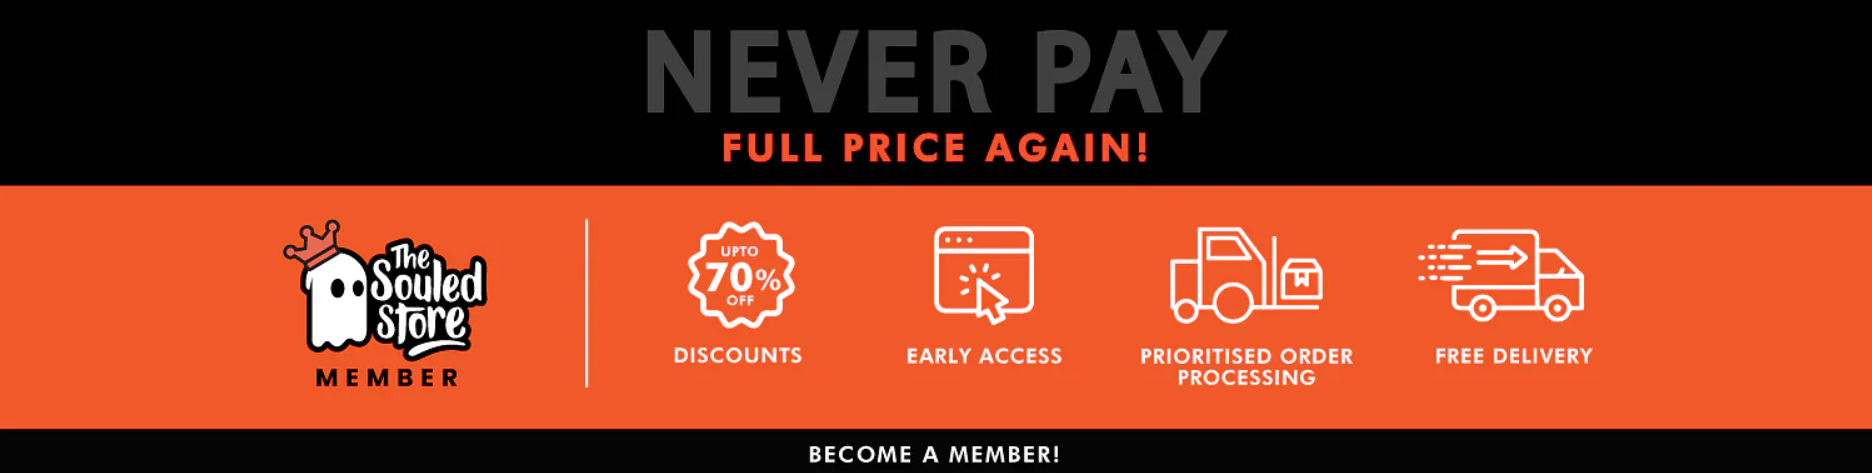 NEVER PAY
FULL PRICE AGAIN!
The
Souled
Store
MEMBER
UPTO
70%
OFF
DISCOUNTS
EARLY ACCESS
PRIORITISED ORDER
PROCESSING
FREE DELIVERY
BECOME A MEMBER!